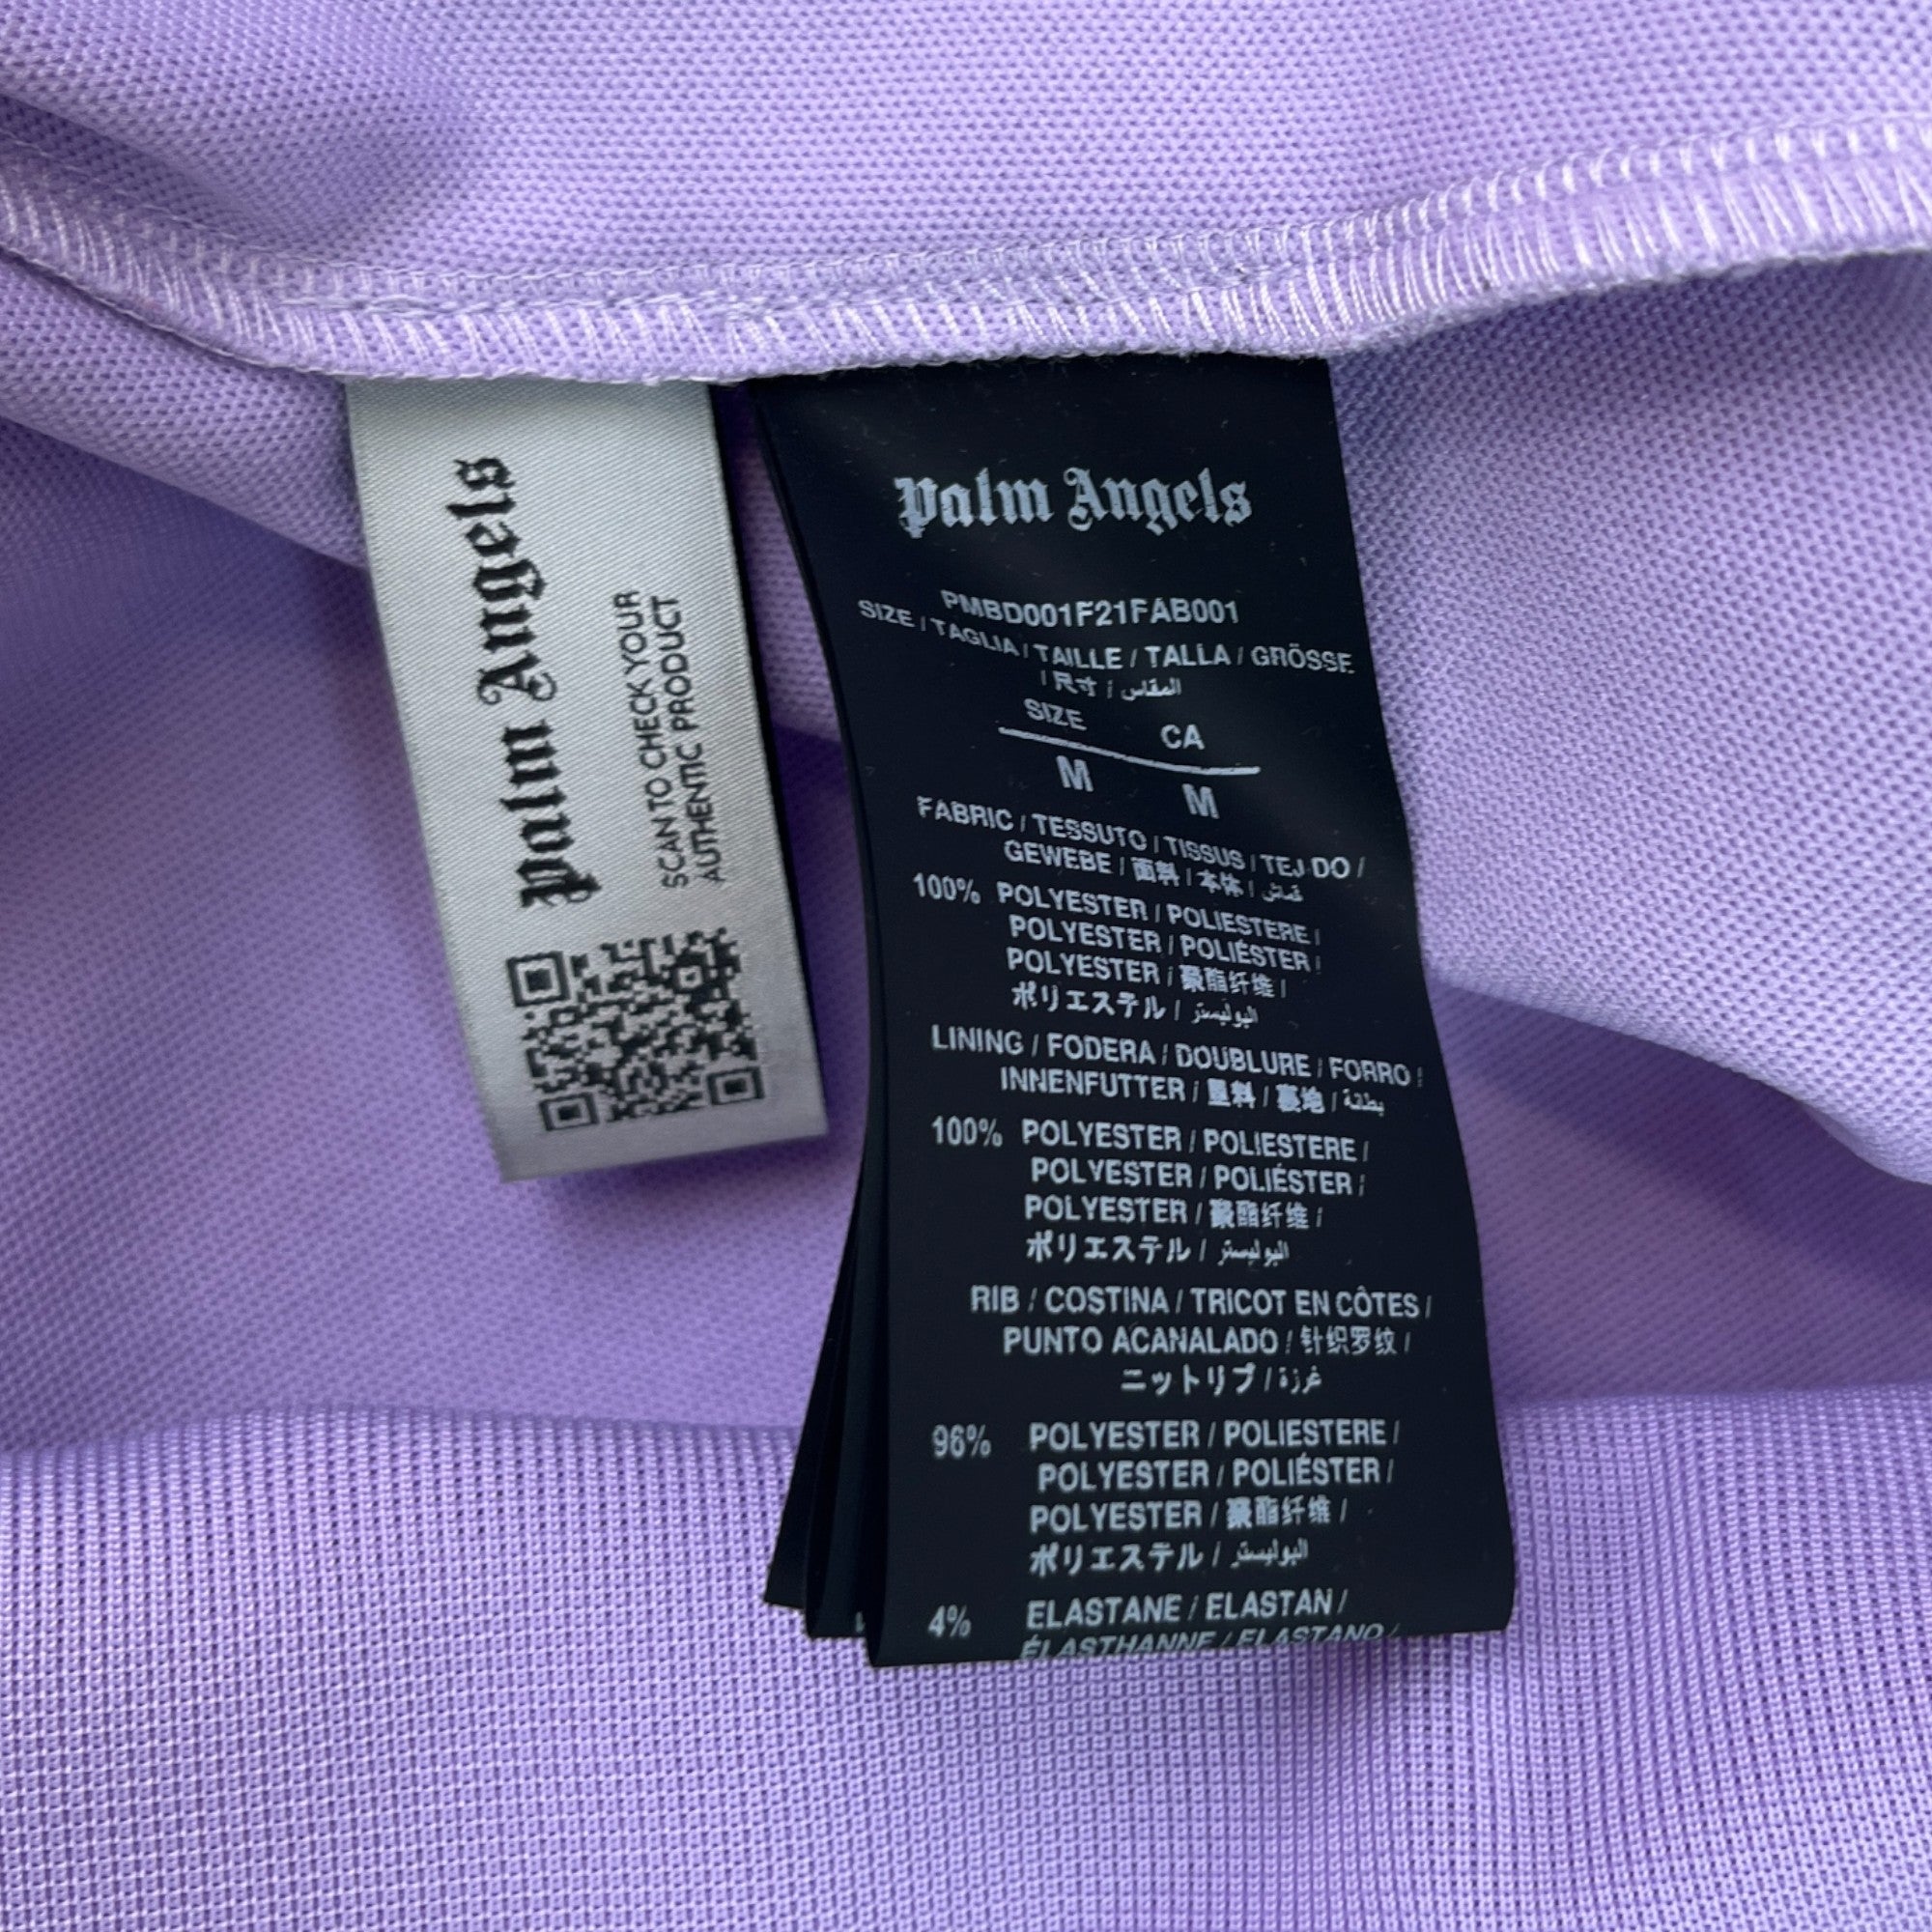 Palm Angels
SCAN TO CHECK YOUR
AUTHENTIC PRODUCT
Palm Angels
PMBD001F21FAB001
SIZE / TAGLIA / TAILLE / TALLA / GRÖSSE
/ 尺寸 / المقاس
SIZE CA
M M
FABRIC / TESSUTO / TISSUS / TEJIDO /
GEWEBE / 面料 / 本体 / قماش
100% POLYESTER / POLIESTERE /
POLYESTER / POLIÉSTER /
POLYESTER / 聚酯纤维 /
ポリエステル / البوليستر
LINING / FODERA / DOUBLURE / FORRO /
INNENFUTTER / 里料 / 裏地 / بطانة
100% POLYESTER / POLIESTERE /
POLYESTER / POLIÉSTER /
POLYESTER / 聚酯纤维 /
ポリエステル / البوليستر
RIB / COSTINA / TRICOT EN CÔTES /
PUNTO ACANALADO / 针织罗纹 /
ニットリブ / غرزة
96% POLYESTER / POLIESTERE /
POLYESTER / POLIÉSTER /
POLYESTER / 聚酯纤维 /
ポリエステル / البوليستر
4% ELASTANE / ELASTAN /
ÉLASTHANNE / ELASTANO /